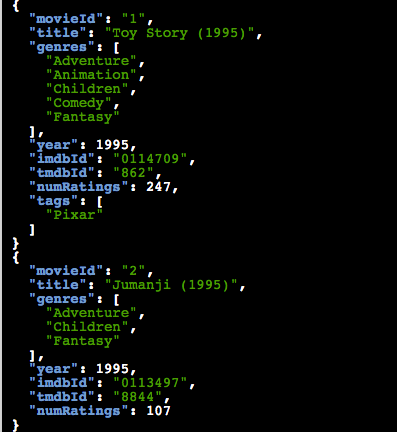 {
  "movieId": "1",
  "title": "Toy Story (1995)",
  "genres": [
    "Adventure",
    "Animation",
    "Children",
    "Comedy",
    "Fantasy"
  ],
  "year": 1995,
  "imdbId": "0114709",
  "tmdbId": "862",
  "numRatings": 247,
  "tags": [
    "Pixar"
  ]
}
{
  "movieId": "2",
  "title": "Jumanji (1995)",
  "genres": [
    "Adventure",
    "Children",
    "Fantasy"
  ],
  "year": 1995,
  "imdbId": "0113497",
  "tmdbId": "8844",
  "numRatings": 107
}